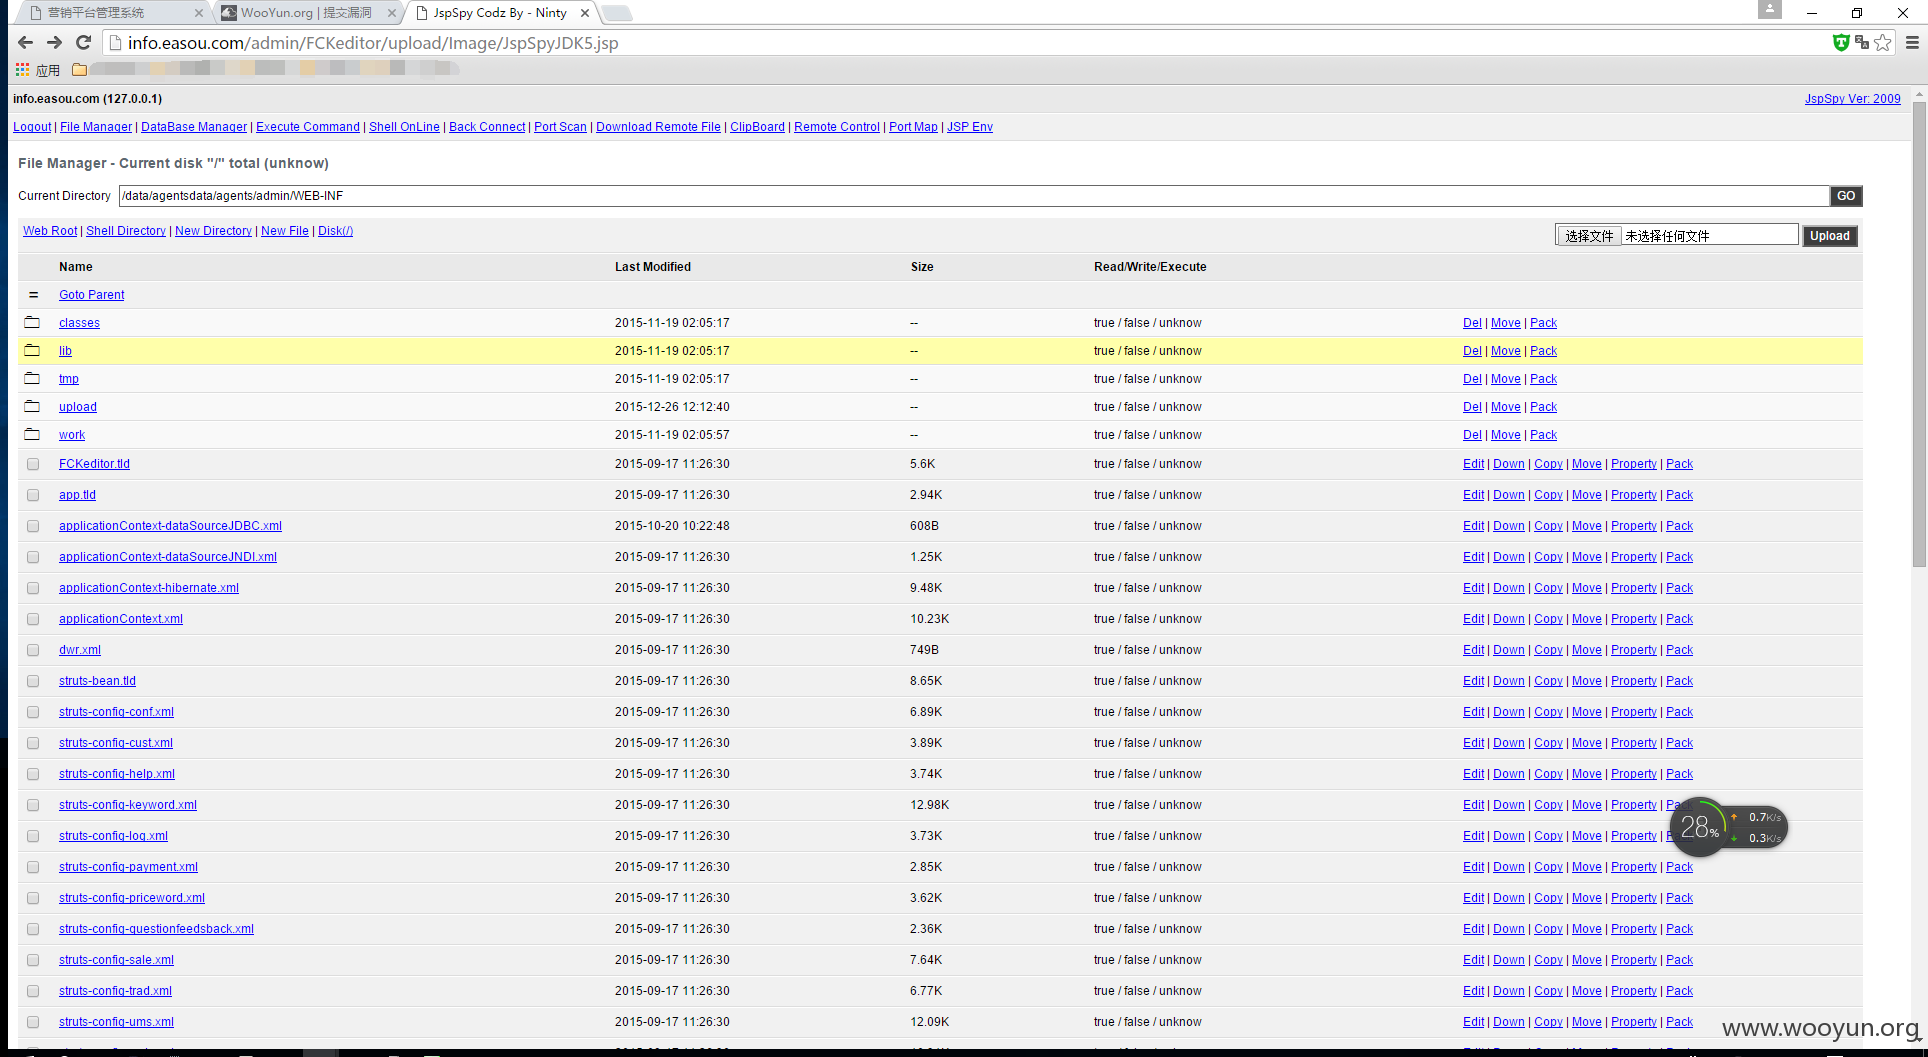 营销平台管理系统
WooYun.org | 提交漏洞
JspSpy Codz By - Ninty
info.easou.com/admin/FCKeditor/upload/Image/JspSpyJDK5.jsp
应用
info.easou.com (127.0.0.1)
JspSpy Ver: 2009
Logout | File Manager | DataBase Manager | Execute Command | Shell OnLine | Back Connect | Port Scan | Download Remote File | ClipBoard | Remote Control | Port Map | JSP Env
File Manager - Current disk "/" total (unknow)
Current Directory /data/agentsdata/agents/admin/WEB-INF GO
Web Root | Shell Directory | New Directory | New File | Disk(/) 选择文件 未选择任何文件 Upload
Name Last Modified Size Read/Write/Execute
= Goto Parent
classes 2015-11-19 02:05:17 -- true / false / unknow Del | Move | Pack
lib 2015-11-19 02:05:17 -- true / false / unknow Del | Move | Pack
tmp 2015-11-19 02:05:17 -- true / false / unknow Del | Move | Pack
upload 2015-12-26 12:12:40 -- true / false / unknow Del | Move | Pack
work 2015-11-19 02:05:57 -- true / false / unknow Del | Move | Pack
FCKeditor.tld 2015-09-17 11:26:30 5.6K true / false / unknow Edit | Down | Copy | Move | Property | Pack
app.tld 2015-09-17 11:26:30 2.94K true / false / unknow Edit | Down | Copy | Move | Property | Pack
applicationContext-dataSourceJDBC.xml 2015-10-20 10:22:48 608B true / false / unknow Edit | Down | Copy | Move | Property | Pack
applicationContext-dataSourceJNDI.xml 2015-09-17 11:26:30 1.25K true / false / unknow Edit | Down | Copy | Move | Property | Pack
applicationContext-hibernate.xml 2015-09-17 11:26:30 9.48K true / false / unknow Edit | Down | Copy | Move | Property | Pack
applicationContext.xml 2015-09-17 11:26:30 10.23K true / false / unknow Edit | Down | Copy | Move | Property | Pack
dwr.xml 2015-09-17 11:26:30 749B true / false / unknow Edit | Down | Copy | Move | Property | Pack
struts-bean.tld 2015-09-17 11:26:30 8.65K true / false / unknow Edit | Down | Copy | Move | Property | Pack
struts-config-conf.xml 2015-09-17 11:26:30 6.89K true / false / unknow Edit | Down | Copy | Move | Property | Pack
struts-config-cust.xml 2015-09-17 11:26:30 3.89K true / false / unknow Edit | Down | Copy | Move | Property | Pack
struts-config-help.xml 2015-09-17 11:26:30 3.74K true / false / unknow Edit | Down | Copy | Move | Property | Pack
struts-config-keyword.xml 2015-09-17 11:26:30 12.98K true / false / unknow Edit | Down | Copy | Move | Property | Pack
struts-config-log.xml 2015-09-17 11:26:30 3.73K true / false / unknow Edit | Down | Copy | Move | Property |
28% 0.7K/s
0.3K/s
struts-config-payment.xml 2015-09-17 11:26:30 2.85K true / false / unknow Edit | Down | Copy | Move | Property | Pack
struts-config-priceword.xml 2015-09-17 11:26:30 3.62K true / false / unknow Edit | Down | Copy | Move | Property | Pack
struts-config-questionfeedsback.xml 2015-09-17 11:26:30 2.36K true / false / unknow Edit | Down | Copy | Move | Property | Pack
struts-config-sale.xml 2015-09-17 11:26:30 7.64K true / false / unknow Edit | Down | Copy | Move | Property | Pack
struts-config-trad.xml 2015-09-17 11:26:30 6.77K true / false / unknow Edit | Down | Copy | Move | Property | Pack
struts-config-ums.xml 2015-09-17 11:26:30 12.09K true / false / unknow Edit | Down | Copy | Move | Property | Pack
www.wooyun.org